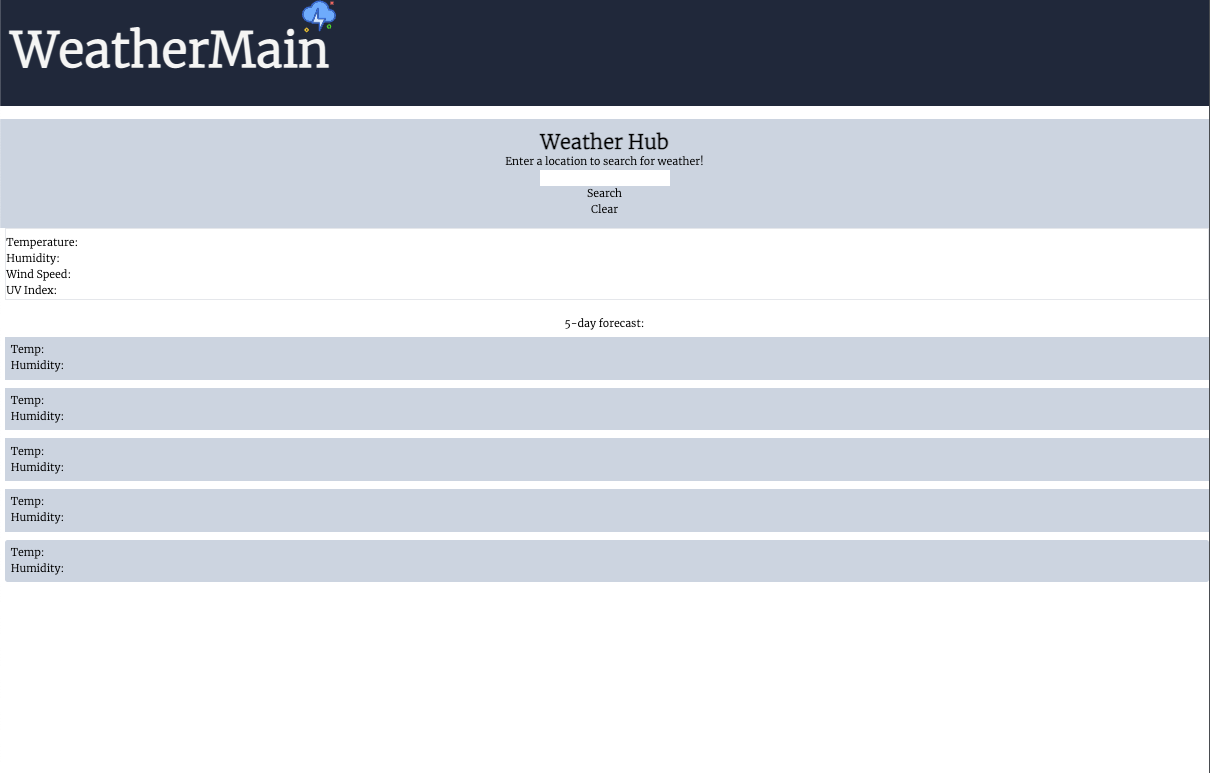 WeatherMain
Weather Hub
Enter a location to search for weather!
Search
Clear
Temperature:
Humidity:
Wind Speed:
UV Index:
5-day forecast:
Temp:
Humidity:
Temp:
Humidity:
Temp:
Humidity:
Temp:
Humidity:
Temp:
Humidity: